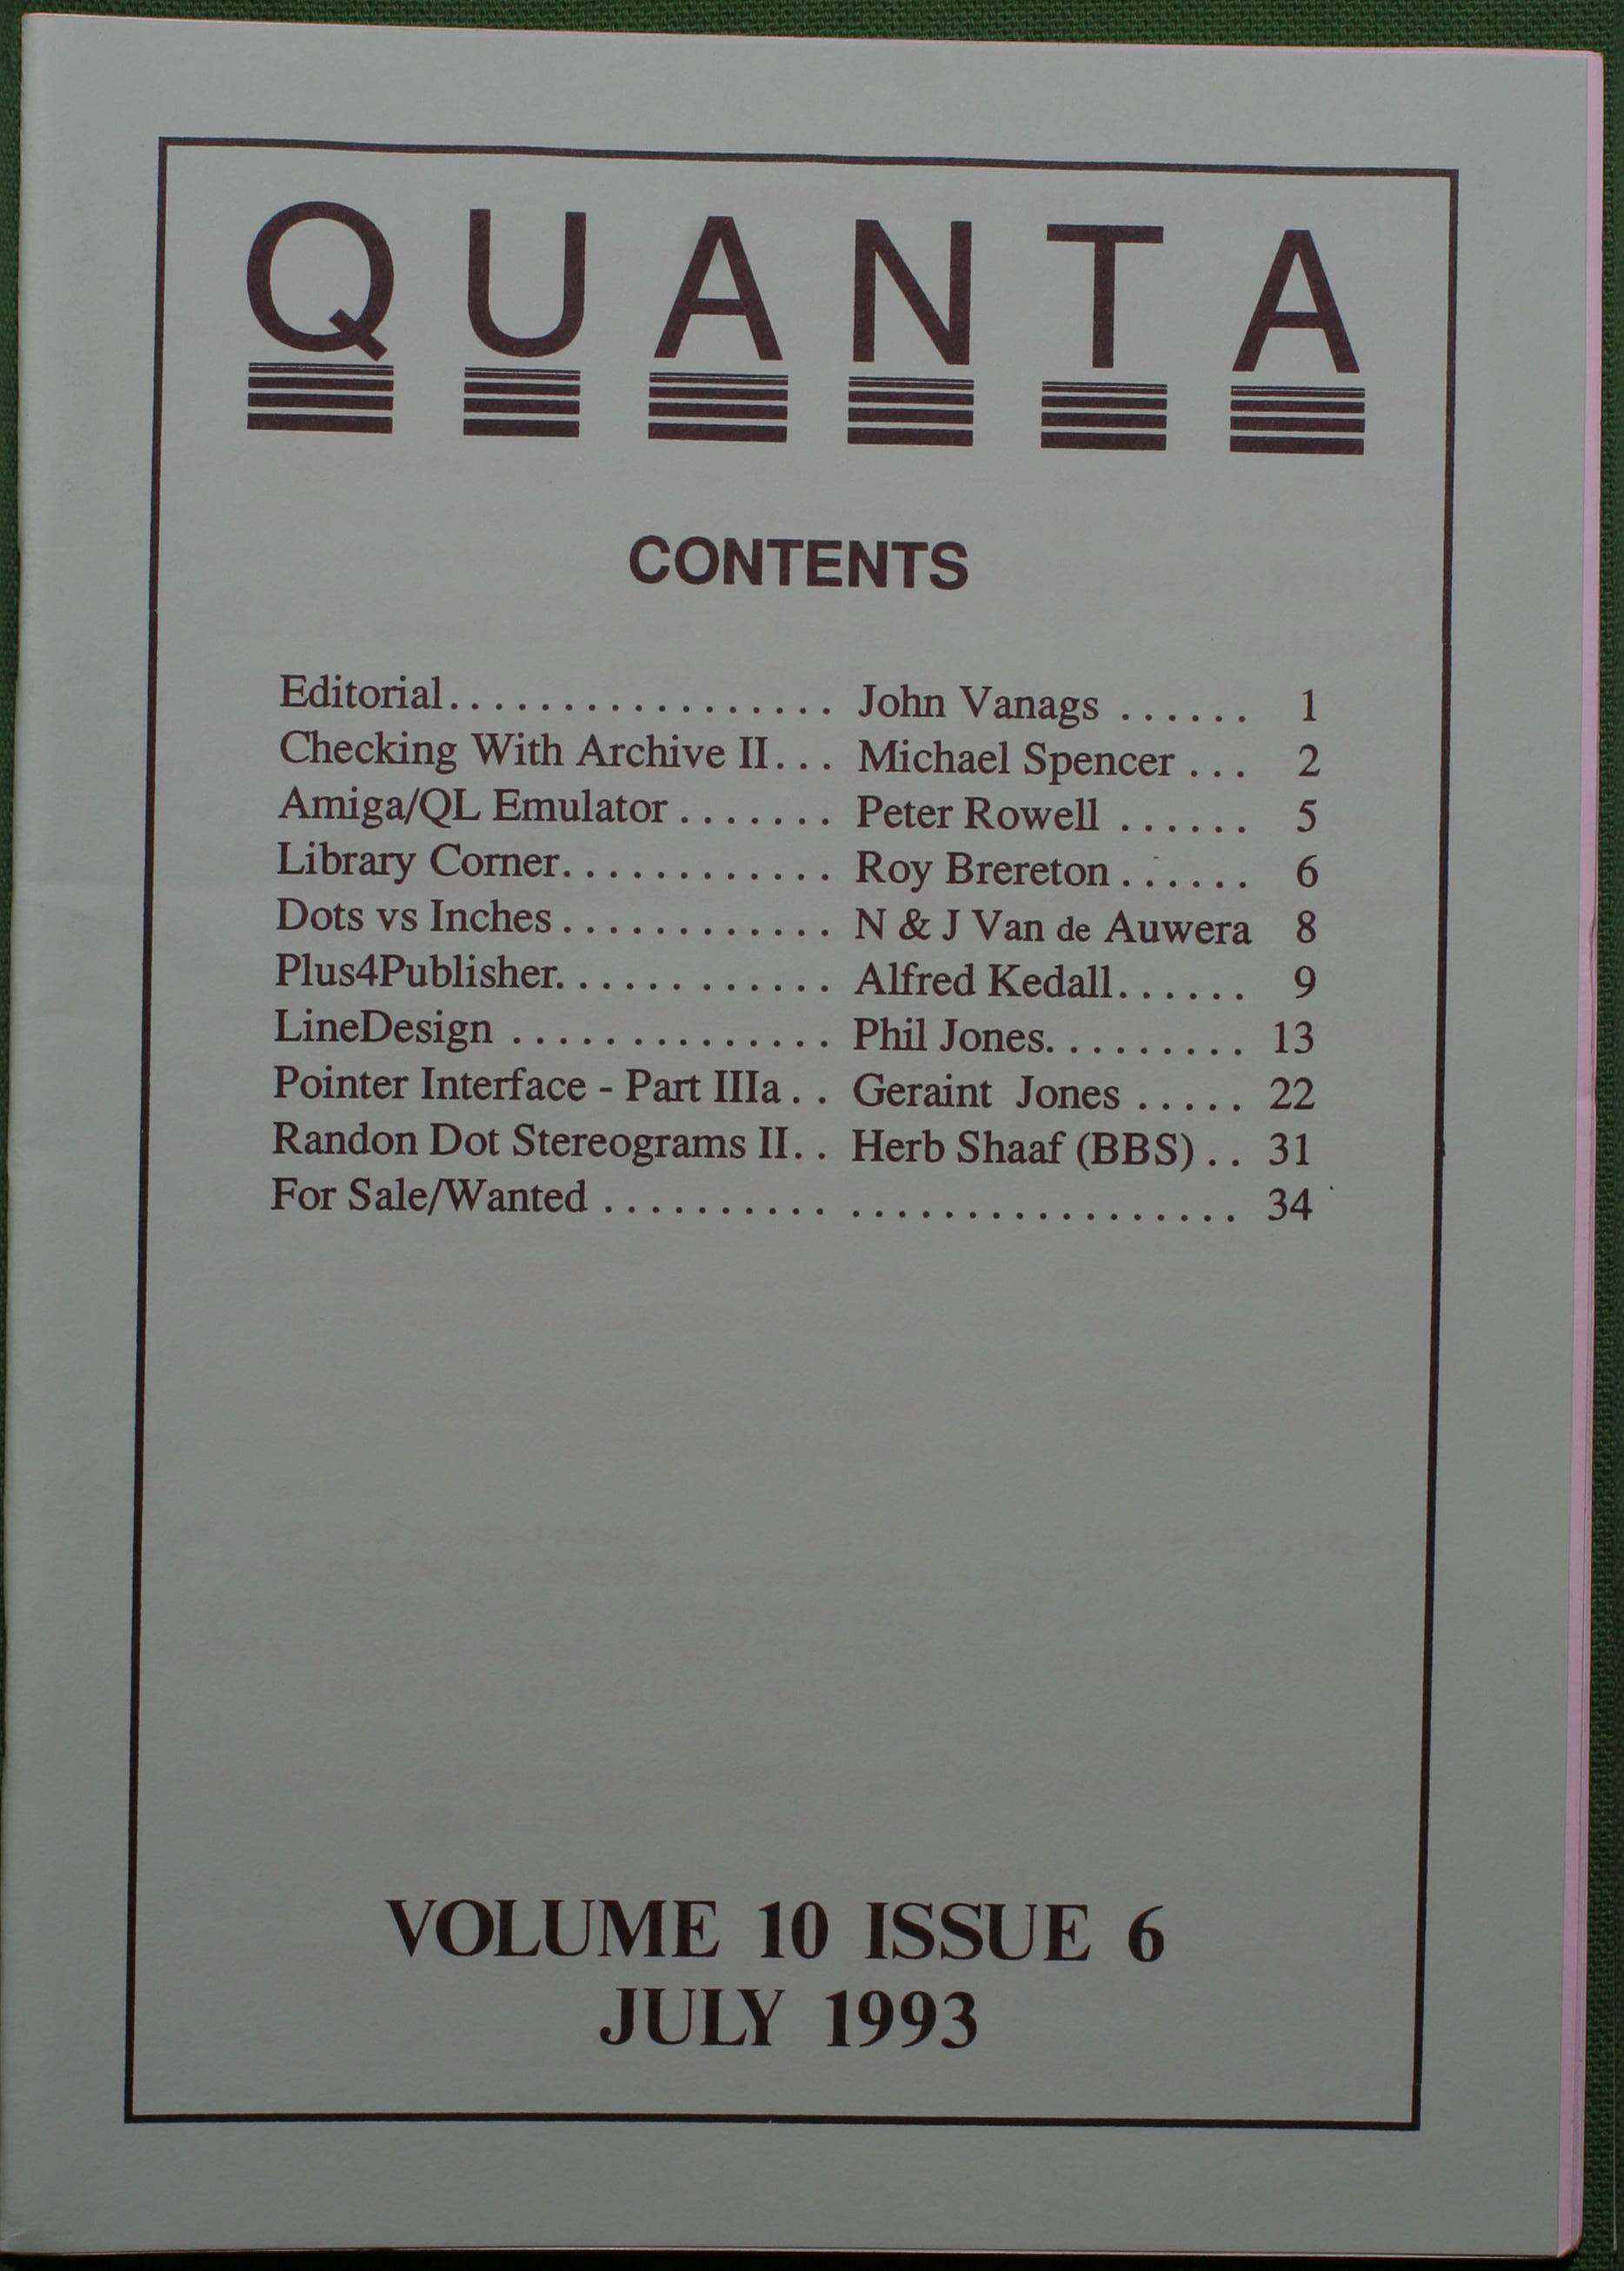 QUANTA
CONTENTS
Editorial................. John Vanags ...... 1
Checking With Archive II... Michael Spencer ... 2
Amiga/QL Emulator ....... Peter Rowell ...... 5
Library Corner............ Roy Brereton ...... 6
Dots vs Inches ............ N & J Van de Auwera 8
Plus4Publisher............ Alfred Kedall...... 9
LineDesign .............. Phil Jones......... 13
Pointer Interface - Part IIIa .. Geraint Jones ..... 22
Randon Dot Stereograms II.. Herb Shaaf (BBS) .. 31
For Sale/Wanted .......... ................. 34
VOLUME 10 ISSUE 6
JULY 1993